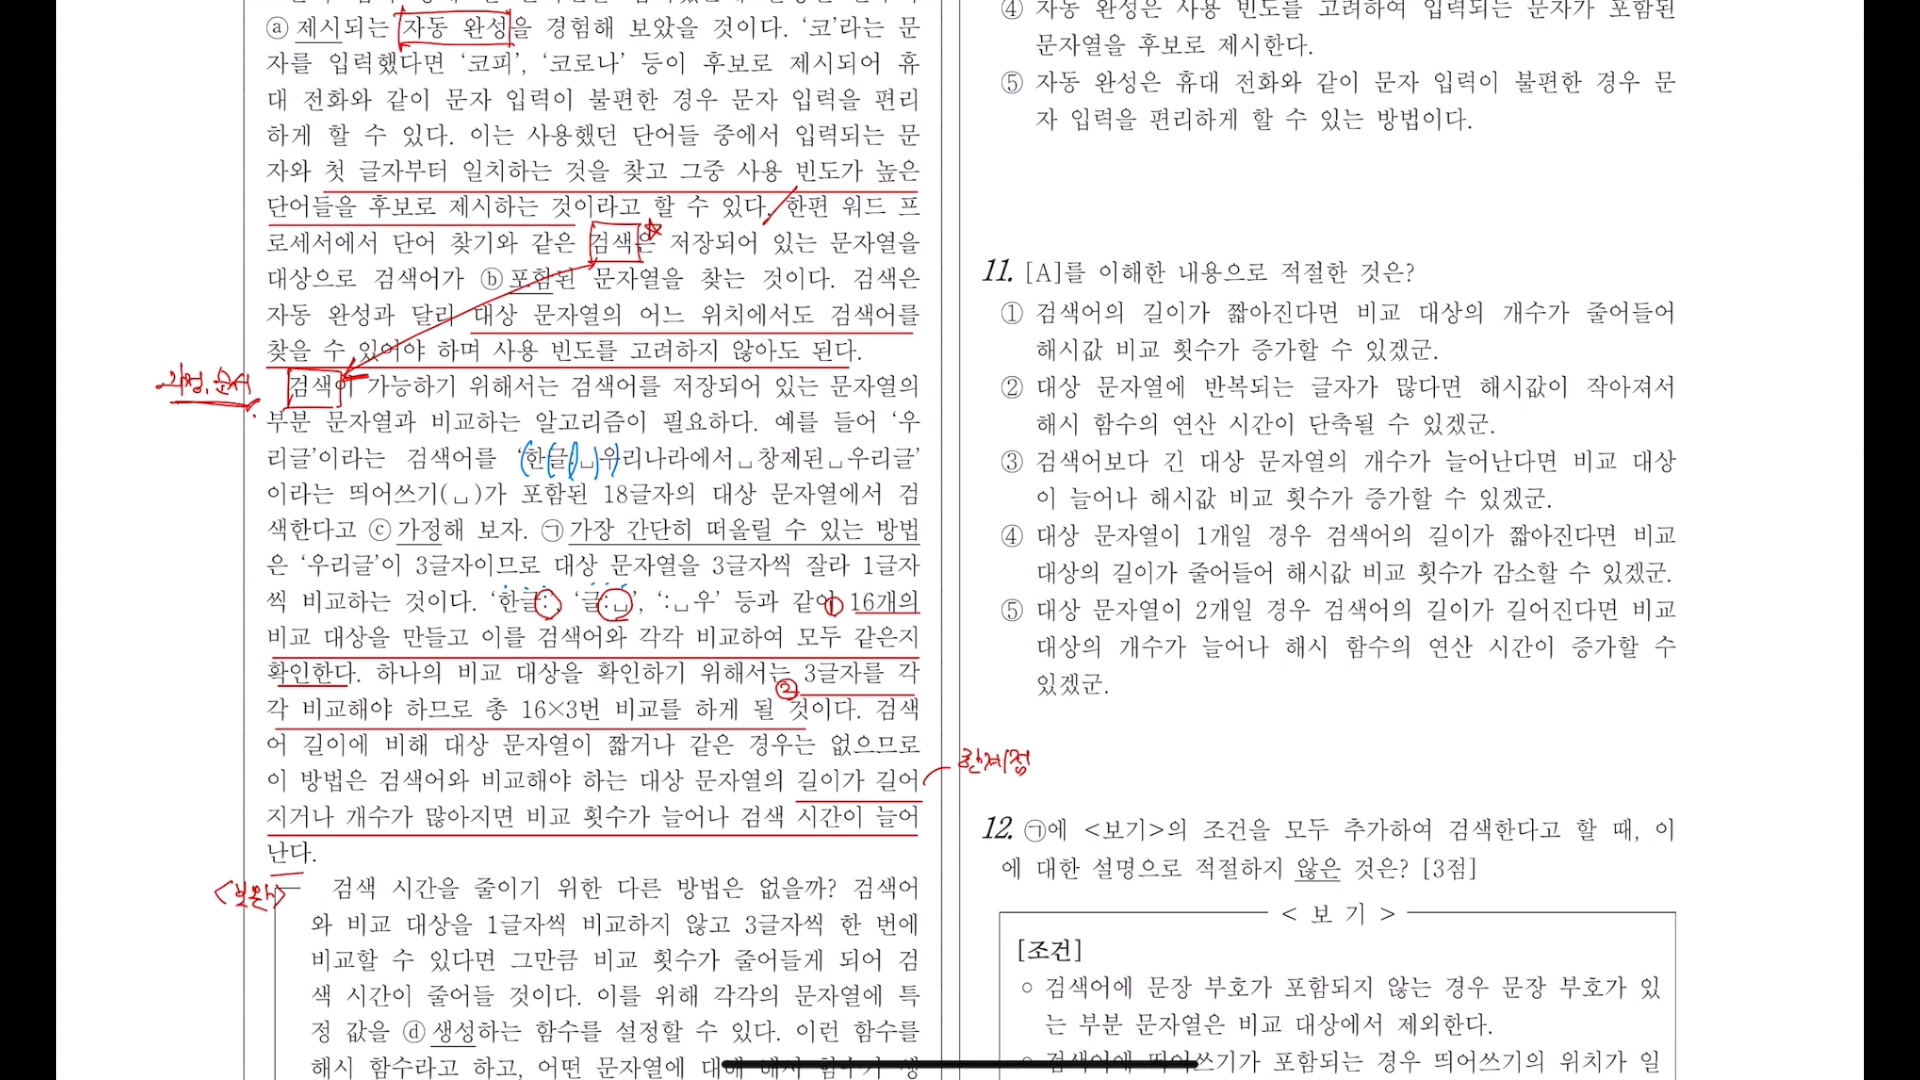 ⓐ 제시되는 자동 완성을 경험해 보았을 것이다. ‘코’라는 문
자를 입력했다면 ‘코피’, ‘코로나’ 등이 후보로 제시되어 휴
대 전화와 같이 문자 입력이 불편한 경우 문자 입력을 편리
하게 할 수 있다. 이는 사용했던 단어들 중에서 입력되는 문
자와 첫 글자부터 일치하는 것을 찾고 그중 사용 빈도가 높은
단어들을 후보로 제시하는 것이라고 할 수 있다. 한편 워드 프
로세서에서 단어 찾기와 같은 검색은 저장되어 있는 문자열을
대상으로 검색어가 ⓑ 포함된 문자열을 찾는 것이다. 검색은
자동 완성과 달리 대상 문자열의 어느 위치에서도 검색어를
찾을 수 있어야 하며 사용 빈도를 고려하지 않아도 된다.
검색이 가능하기 위해서는 검색어를 저장되어 있는 문자열의
부분 문자열과 비교하는 알고리즘이 필요하다. 예를 들어 ‘우
리글’이라는 검색어를 ‘한글:␣우리나라에서␣창제된␣우리글’
이라는 띄어쓰기(␣)가 포함된 18글자의 대상 문자열에서 검
색한다고 ⓒ 가정해 보자. ㉠ 가장 간단히 떠올릴 수 있는 방법
은 ‘우리글’이 3글자이므로 대상 문자열을 3글자씩 잘라 1글자
씩 비교하는 것이다. ‘한글:’, ‘글:␣’, ‘:␣우’ 등과 같이 ① 16개의
비교 대상을 만들고 이를 검색어와 각각 비교하여 모두 같은지
확인한다. 하나의 비교 대상을 확인하기 위해서는 3글자를 각
②
각 비교해야 하므로 총 16×3번 비교를 하게 될 것이다. 검색
어 길이에 비해 대상 문자열이 짧거나 같은 경우는 없으므로
이 방법은 검색어와 비교해야 하는 대상 문자열의 길이가 길어
한계점
지거나 개수가 많아지면 비교 횟수가 늘어나 검색 시간이 늘어
난다.
검색 시간을 줄이기 위한 다른 방법은 없을까? 검색어
와 비교 대상을 1글자씩 비교하지 않고 3글자씩 한 번에
비교할 수 있다면 그만큼 비교 횟수가 줄어들게 되어 검
색 시간이 줄어들 것이다. 이를 위해 각각의 문자열에 특
정 값을 ⓓ 생성하는 함수를 설정할 수 있다. 이런 함수를
해시 함수라고 하고, 어떤 문자열에 대해 해시 함수가 생
④ 자동 완성은 사용 빈도를 고려하여 입력되는 문자가 포함된
문자열을 후보로 제시한다.
⑤ 자동 완성은 휴대 전화와 같이 문자 입력이 불편한 경우 문
자 입력을 편리하게 할 수 있는 방법이다.
11. [A]를 이해한 내용으로 적절한 것은?
① 검색어의 길이가 짧아진다면 비교 대상의 개수가 줄어들어
해시값 비교 횟수가 증가할 수 있겠군.
② 대상 문자열에 반복되는 글자가 많다면 해시값이 작아져서
해시 함수의 연산 시간이 단축될 수 있겠군.
③ 검색어보다 긴 대상 문자열의 개수가 늘어난다면 비교 대상
이 늘어나 해시값 비교 횟수가 증가할 수 있겠군.
④ 대상 문자열이 1개일 경우 검색어의 길이가 짧아진다면 비교
대상의 길이가 줄어들어 해시값 비교 횟수가 감소할 수 있겠군.
⑤ 대상 문자열이 2개일 경우 검색어의 길이가 길어진다면 비교
대상의 개수가 늘어나 해시 함수의 연산 시간이 증가할 수
있겠군.
12. ㉠에 <보기>의 조건을 모두 추가하여 검색한다고 할 때, 이
에 대한 설명으로 적절하지 않은 것은? [3점]
< 보 기 >
[조건]
○ 검색어에 문장 부호가 포함되지 않는 경우 문장 부호가 있
는 부분 문자열은 비교 대상에서 제외한다.
○ 검색어에 띄어쓰기가 포함되는 경우 띄어쓰기의 위치가 일